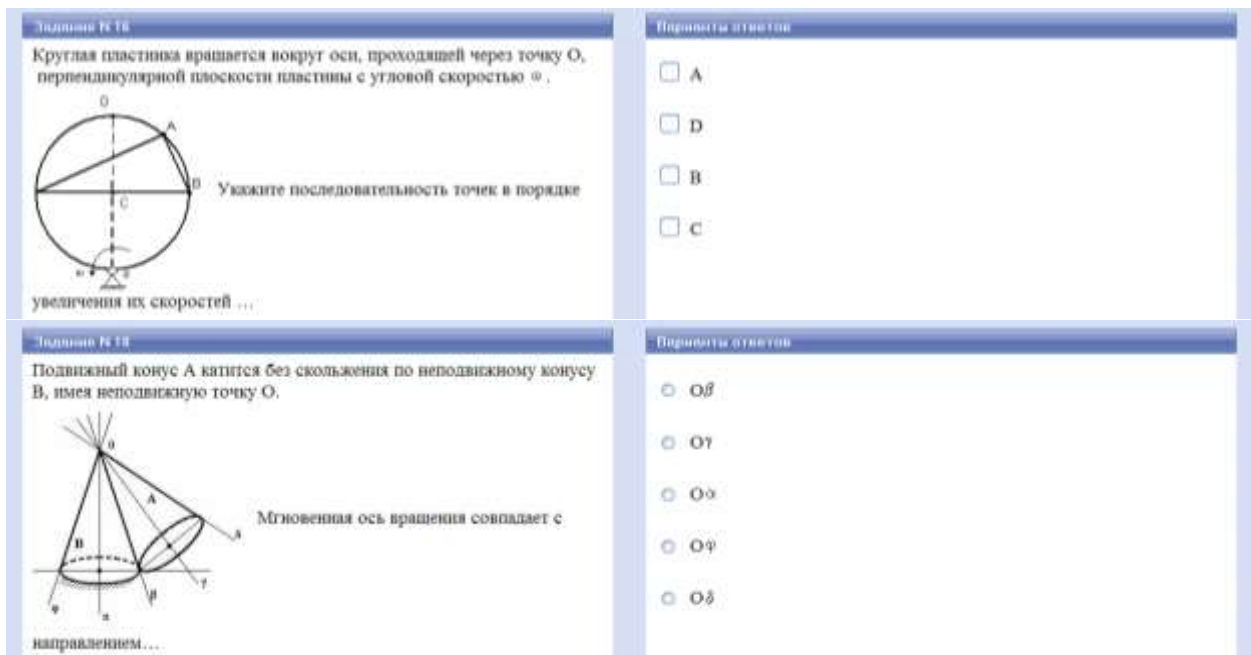 Задание N 16
Варианты ответов
Круглая пластинка вращается вокруг оси, проходящей через точку O,
перпендикулярной плоскости пластины с угловой скоростью ω .
D
A
B
C
ω
Укажите последовательность точек в порядке
увеличения их скоростей …
A
D
B
C
Задание N 18
Варианты ответов
Подвижный конус А катится без скольжения по неподвижному конусу
В, имея неподвижную точку О.
0
A
B
δ
γ
β
α
φ
Мгновенная ось вращения совпадает с
направлением…
Oβ
Oγ
Oα
Oφ
Oδ